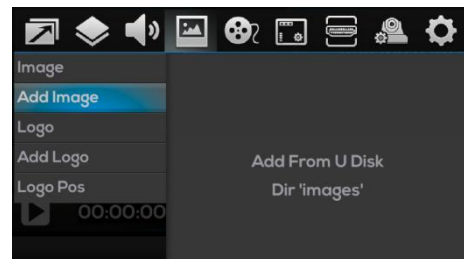 Image
Add Image
Logo
Add Logo
Logo Pos
00:00:00
Add From U Disk
Dir 'images'